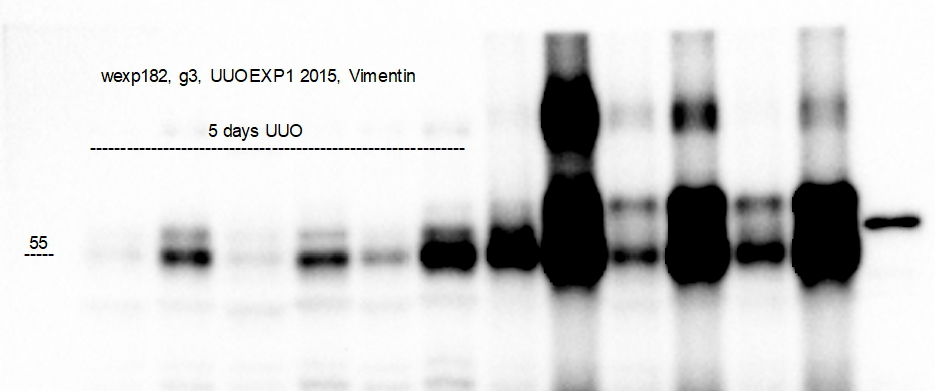 wexp182, g3, UUOEXP1 2015, Vimentin
5 days UUO
55